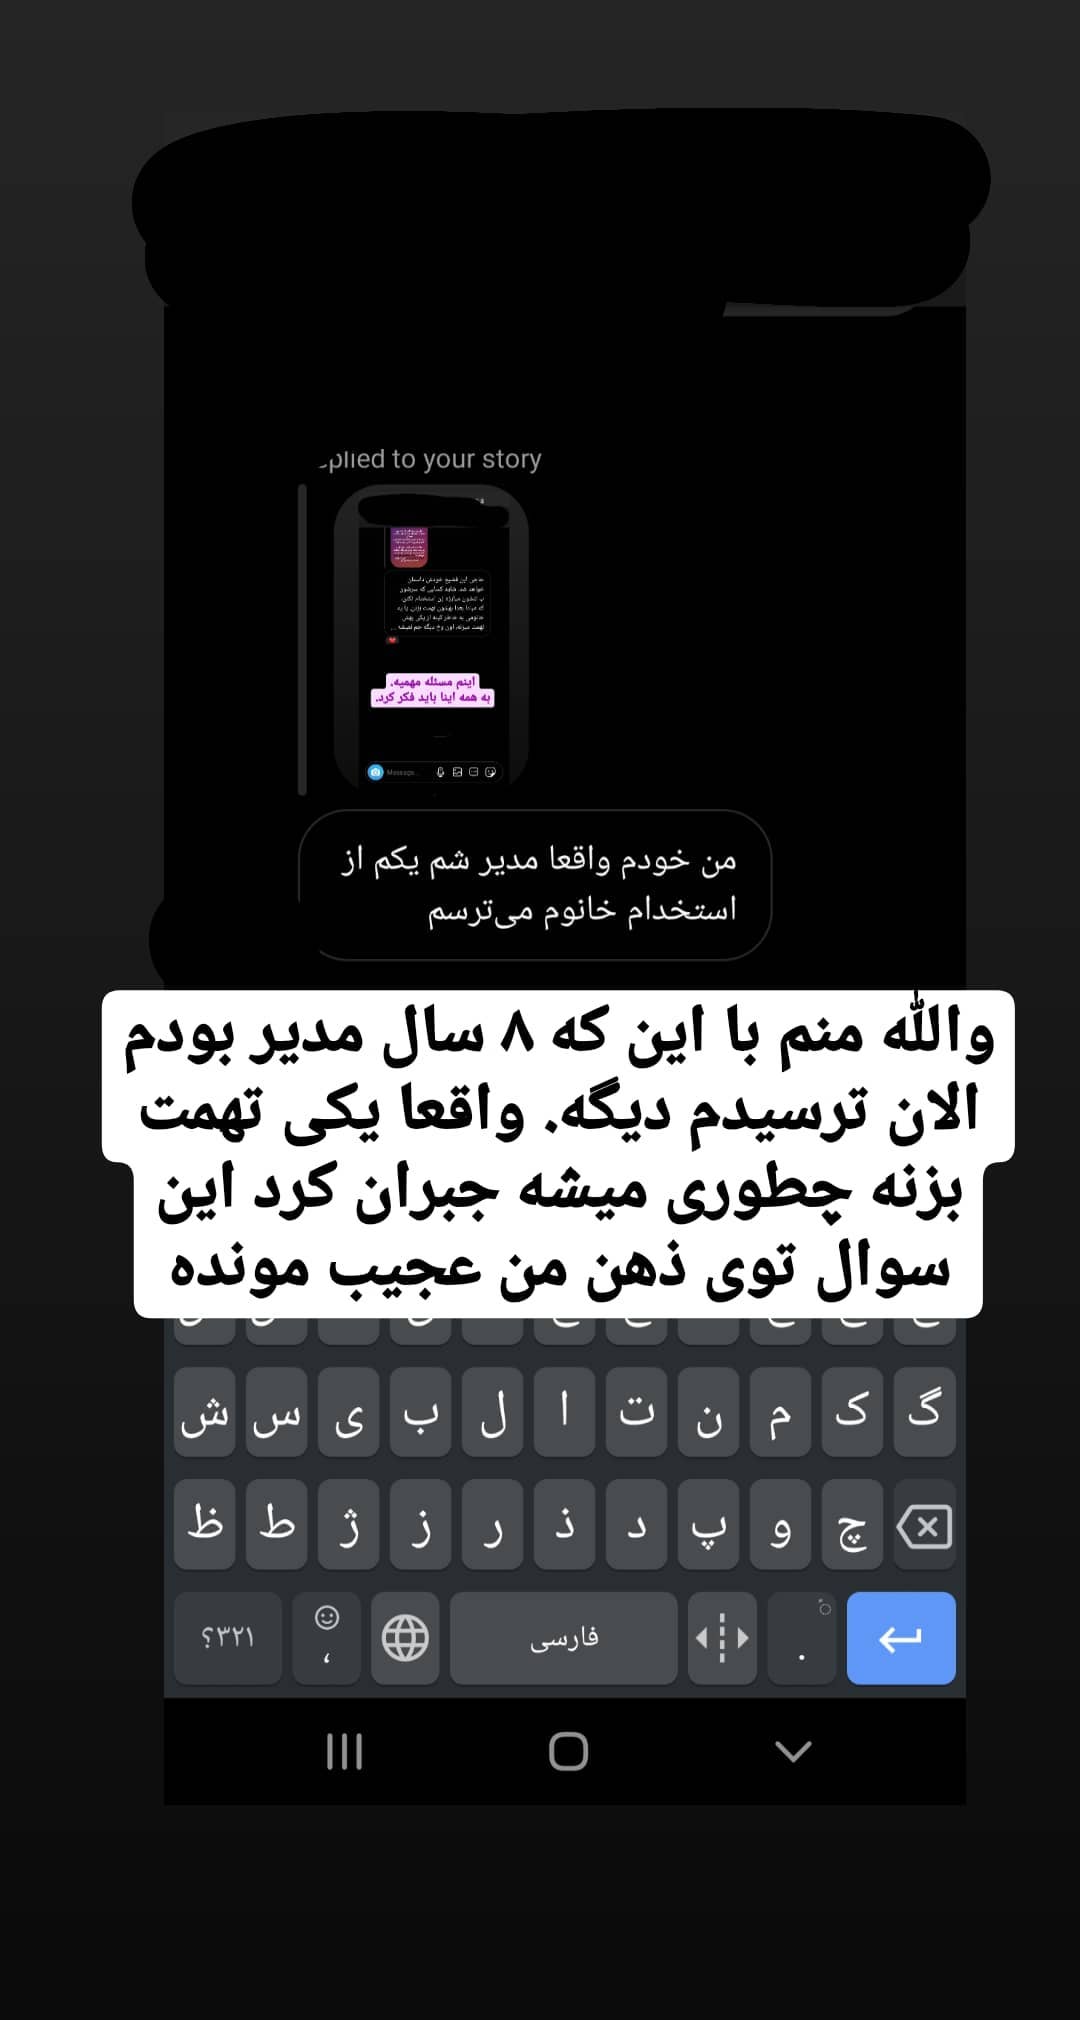 plied to your story
اینم مسئله مهمیه.
به همه اینا باید فکر کرد.
Message...
من خودم واقعا مدیر شم یکم از
استخدام خانوم می‌ترسم
والله منم با این که ۸ سال مدیر بودم
الان ترسیدم دیگه. واقعا یکی تهمت
بزنه چطوری میشه جبران کرد این
سوال توی ذهن من عجیب مونده
ش س ی ب ل ا ت ن م ک گ
ظ ط ژ ز ر ذ د پ و چ
۳۲۱؟ ، فارسی .